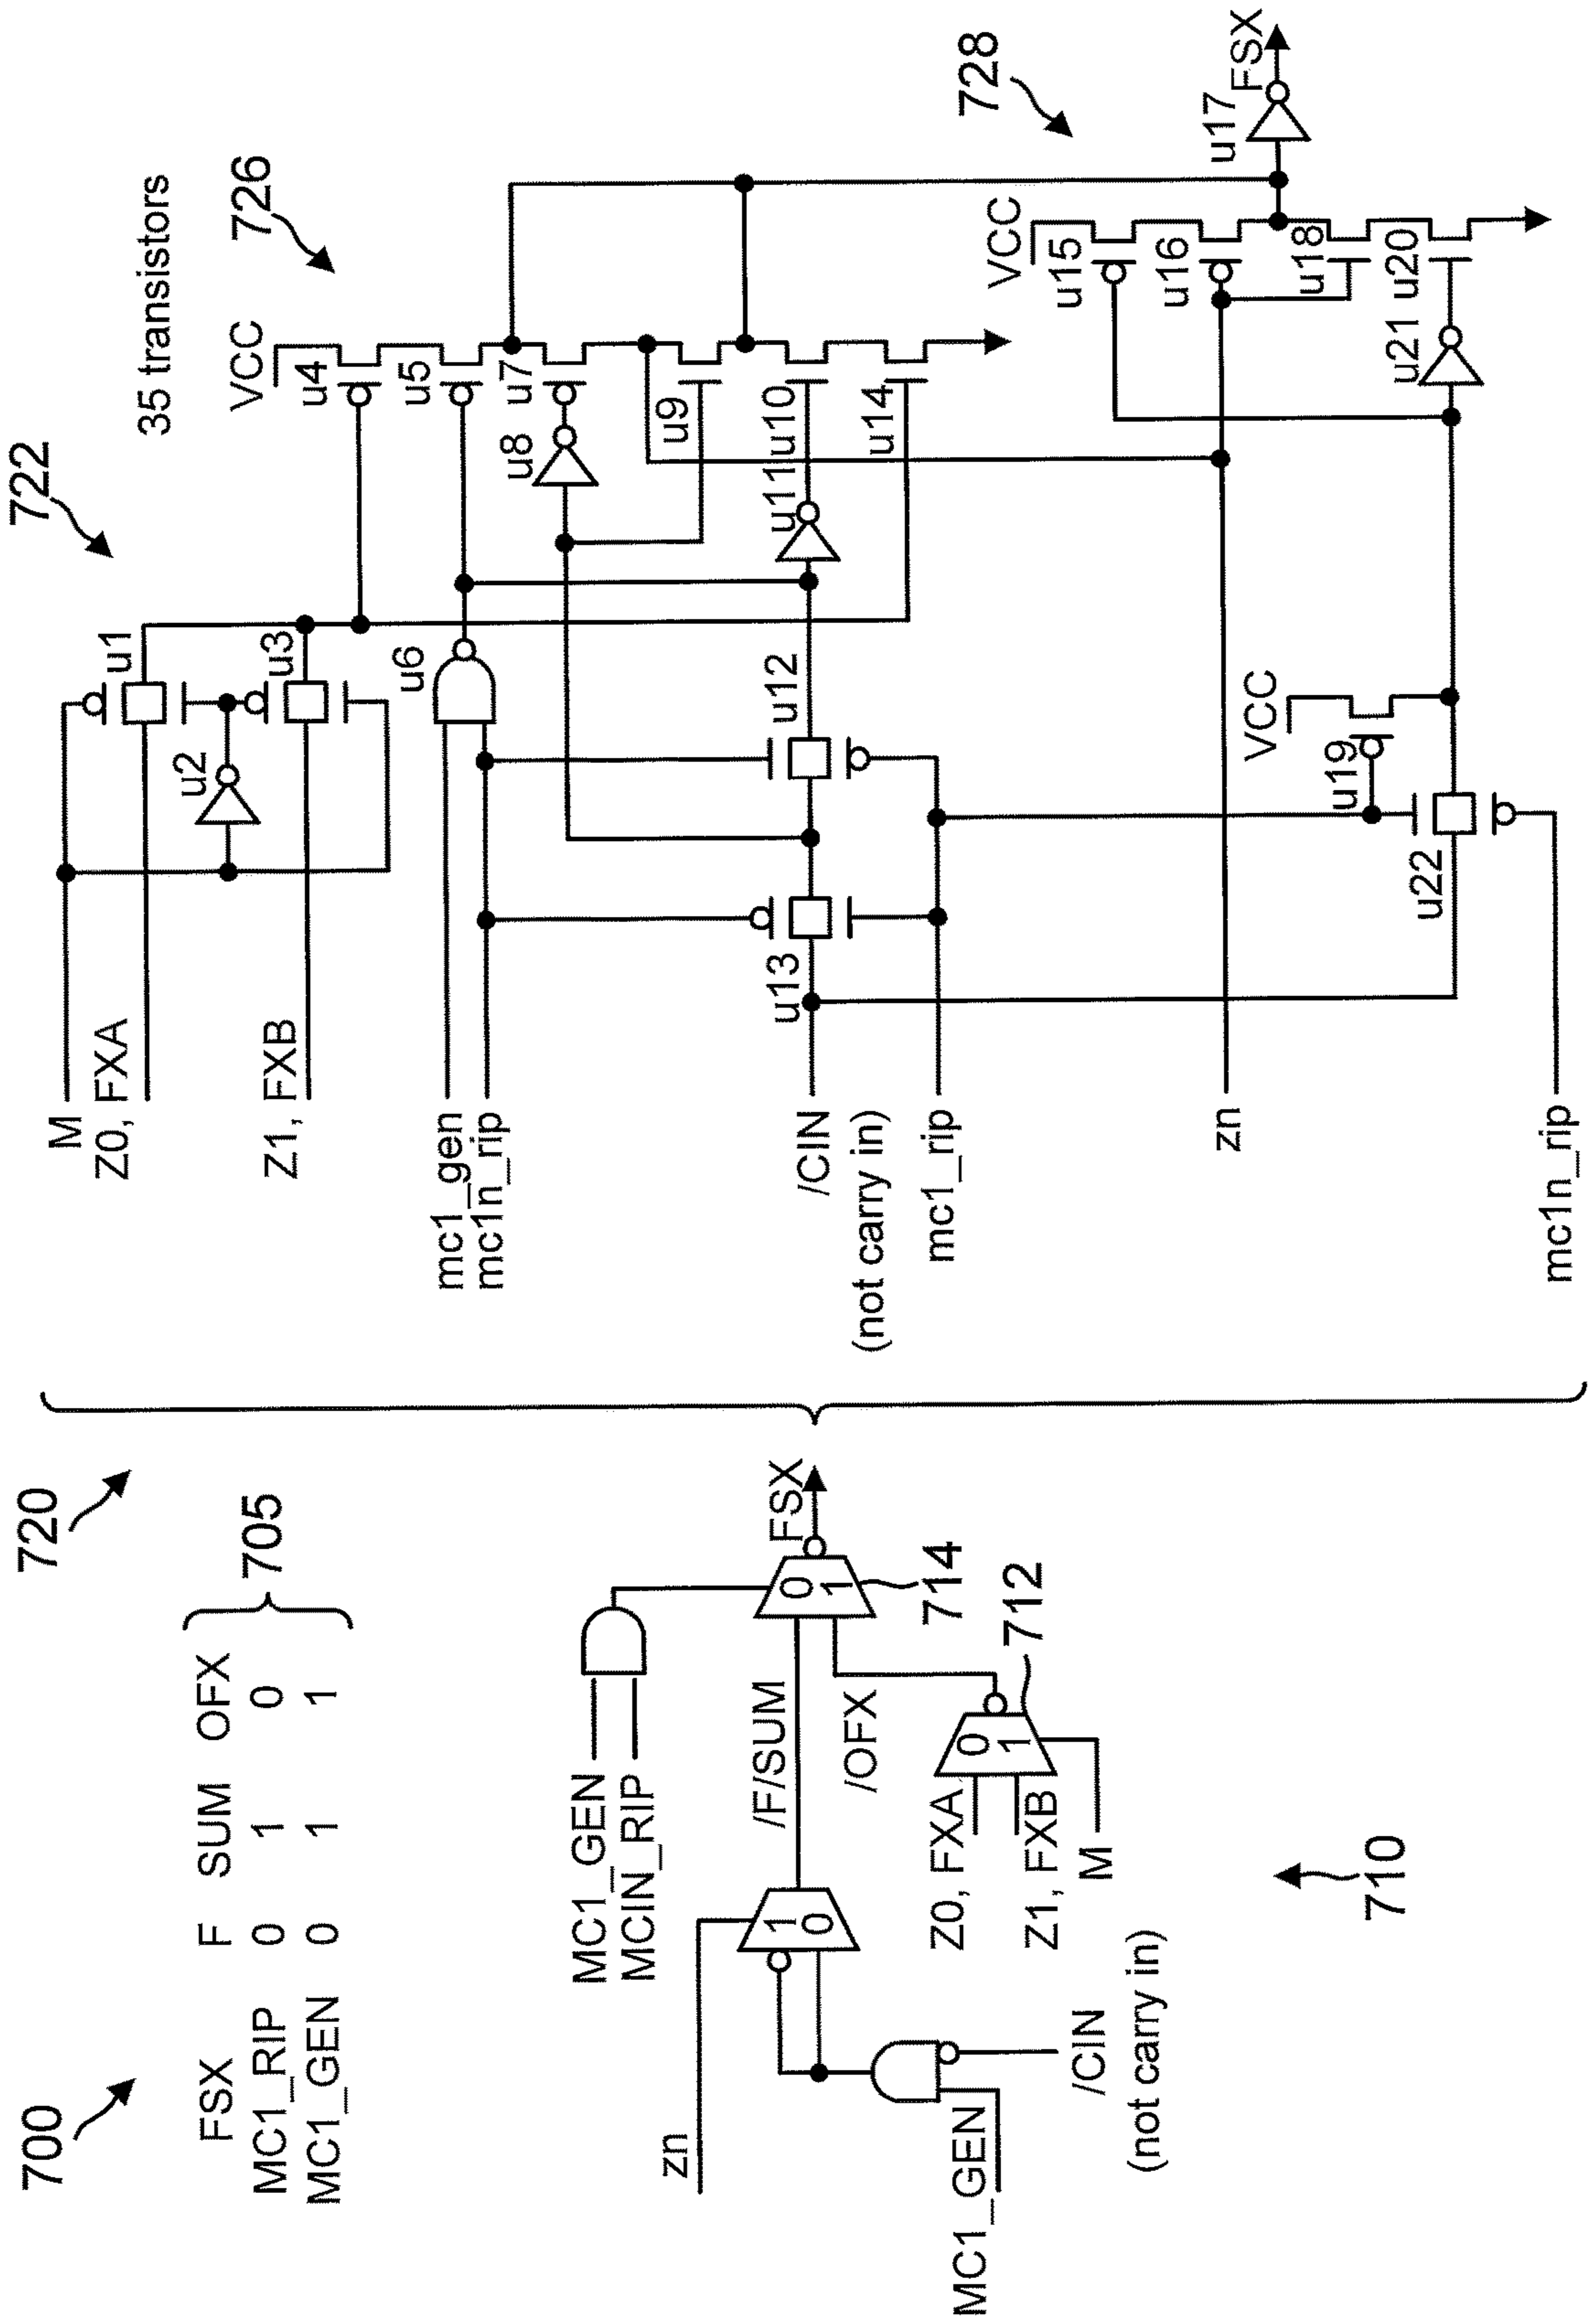 700
720
FSX F SUM OFX
MC1_RIP 0 1 0
MC1_GEN 0 1 1
705
zn
1
0
MC1_GEN
/CIN
(not carry in)
MC1_GEN
MCIN_RIP
/F/SUM
/OFX
0
1
FSX
714
712
0
1
Z0, FXA
Z1, FXB
M
710
722
35 transistors
726
728
M
Z0, FXA
Z1, FXB
mc1_gen
mc1n_rip
/CIN
(not carry in)
mc1_rip
zn
mc1n_rip
u1
u2
u3
VCC
u4
u5
u6
u7
u8
u9
u10
u11
u12
u13
u14
VCC
u15
u16
u17
FSX
u18
VCC
u19
u20
u21
u22